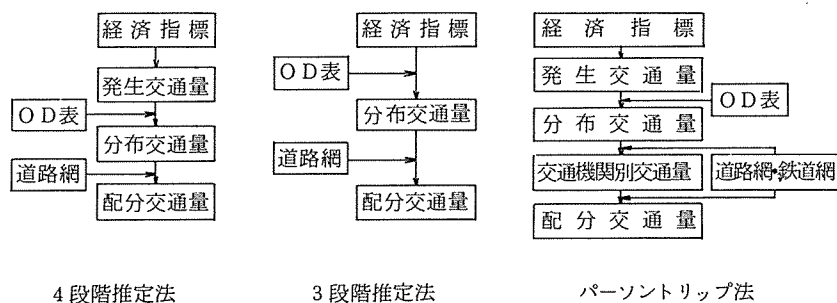 経済指標
発生交通量
OD表
分布交通量
道路網
配分交通量
4段階推定法
経済指標
OD表
分布交通量
道路網
配分交通量
3段階推定法
経済指標
発生交通量
OD表
分布交通量
交通機関別交通量
道路網・鉄道網
配分交通量
パーソントリップ法